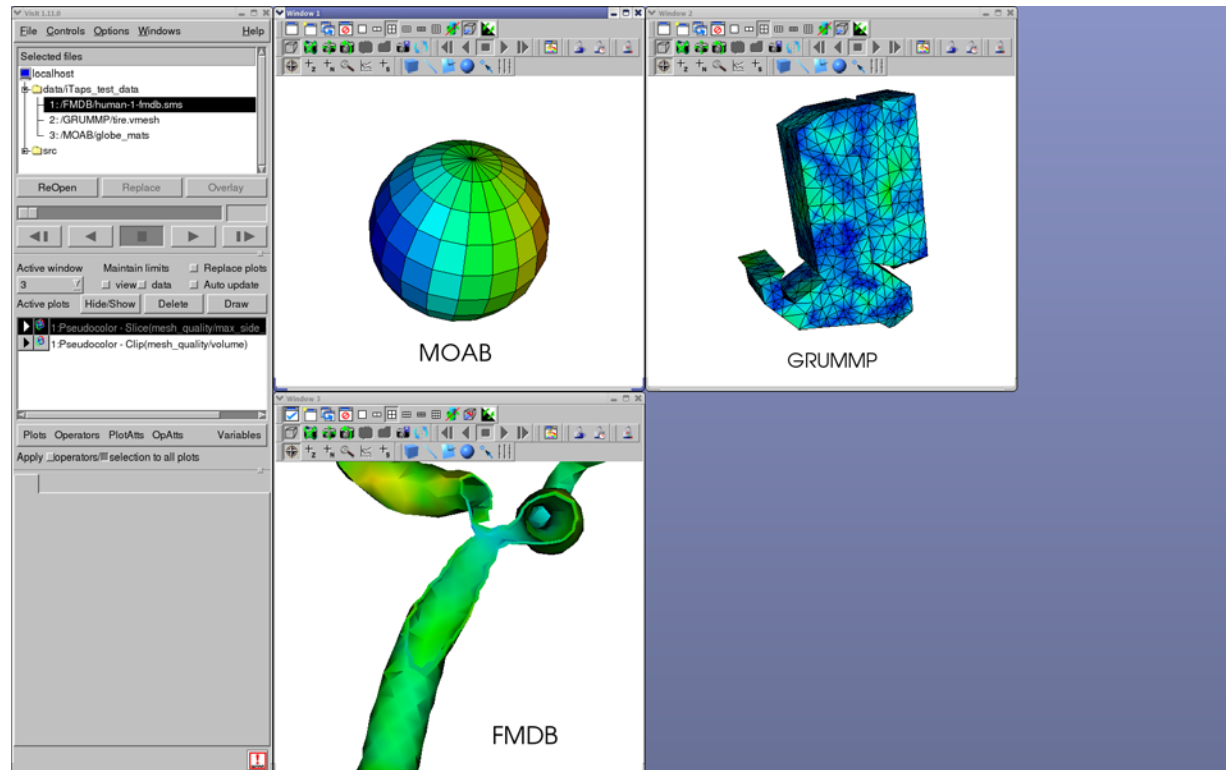 Visit 1.11.0
File Controls Options Windows Help
Selected files
localhost
data/iTaps_test_data
1: /FMDB/human-1-fmdb.sms
2: /GRUMMP/tire.vmesh
3: /MOAB/globe_mats
src
ReOpen Replace Overlay
Active window Maintain limits Replace plots
3 view data Auto update
Active plots Hide/Show Delete Draw
1:Pseudocolor - Slice(mesh_quality/max_side
1:Pseudocolor - Clip(mesh_quality/volume)
Plots Operators PlotAtts OpAtts Variables
Apply operators/ selection to all plots
Window 1
MOAB
Window 2
GRUMMP
Window 3
FMDB